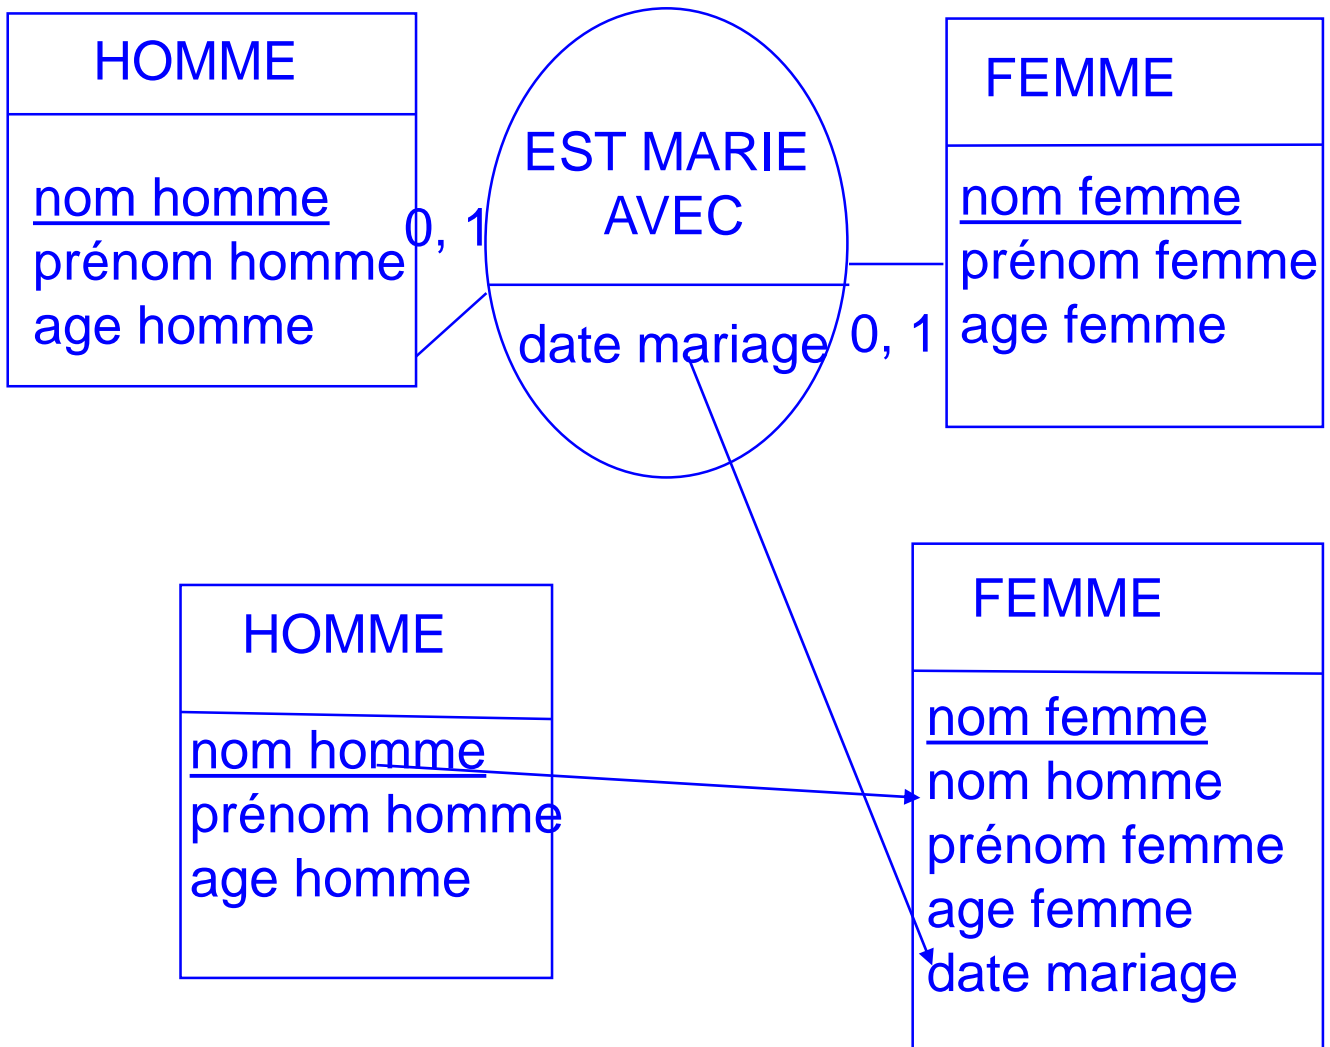 HOMME
nom homme
prénom homme
age homme
0, 1
EST MARIE
AVEC
date mariage
0, 1
FEMME
nom femme
prénom femme
age femme
HOMME
nom homme
prénom homme
age homme
FEMME
nom femme
nom homme
prénom femme
age femme
date mariage